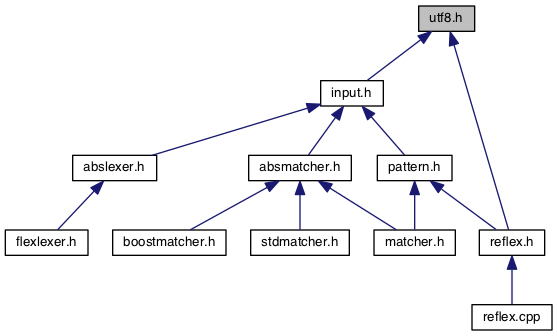 utf8.h
input.h
abslexer.h
absmatcher.h
pattern.h
flexlexer.h
boostmatcher.h
stdmatcher.h
matcher.h
reflex.h
reflex.cpp